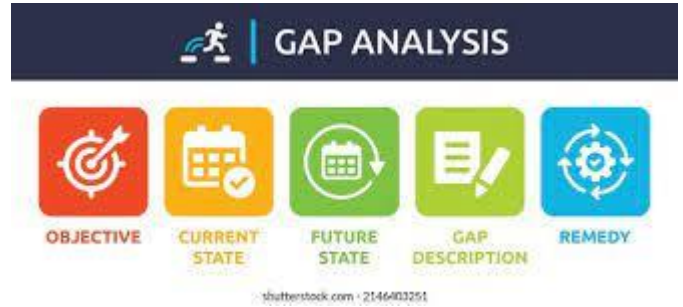 GAP ANALYSIS
OBJECTIVE
CURRENT
STATE
FUTURE
STATE
GAP
DESCRIPTION
REMEDY
shutterstock.com · 2146403251